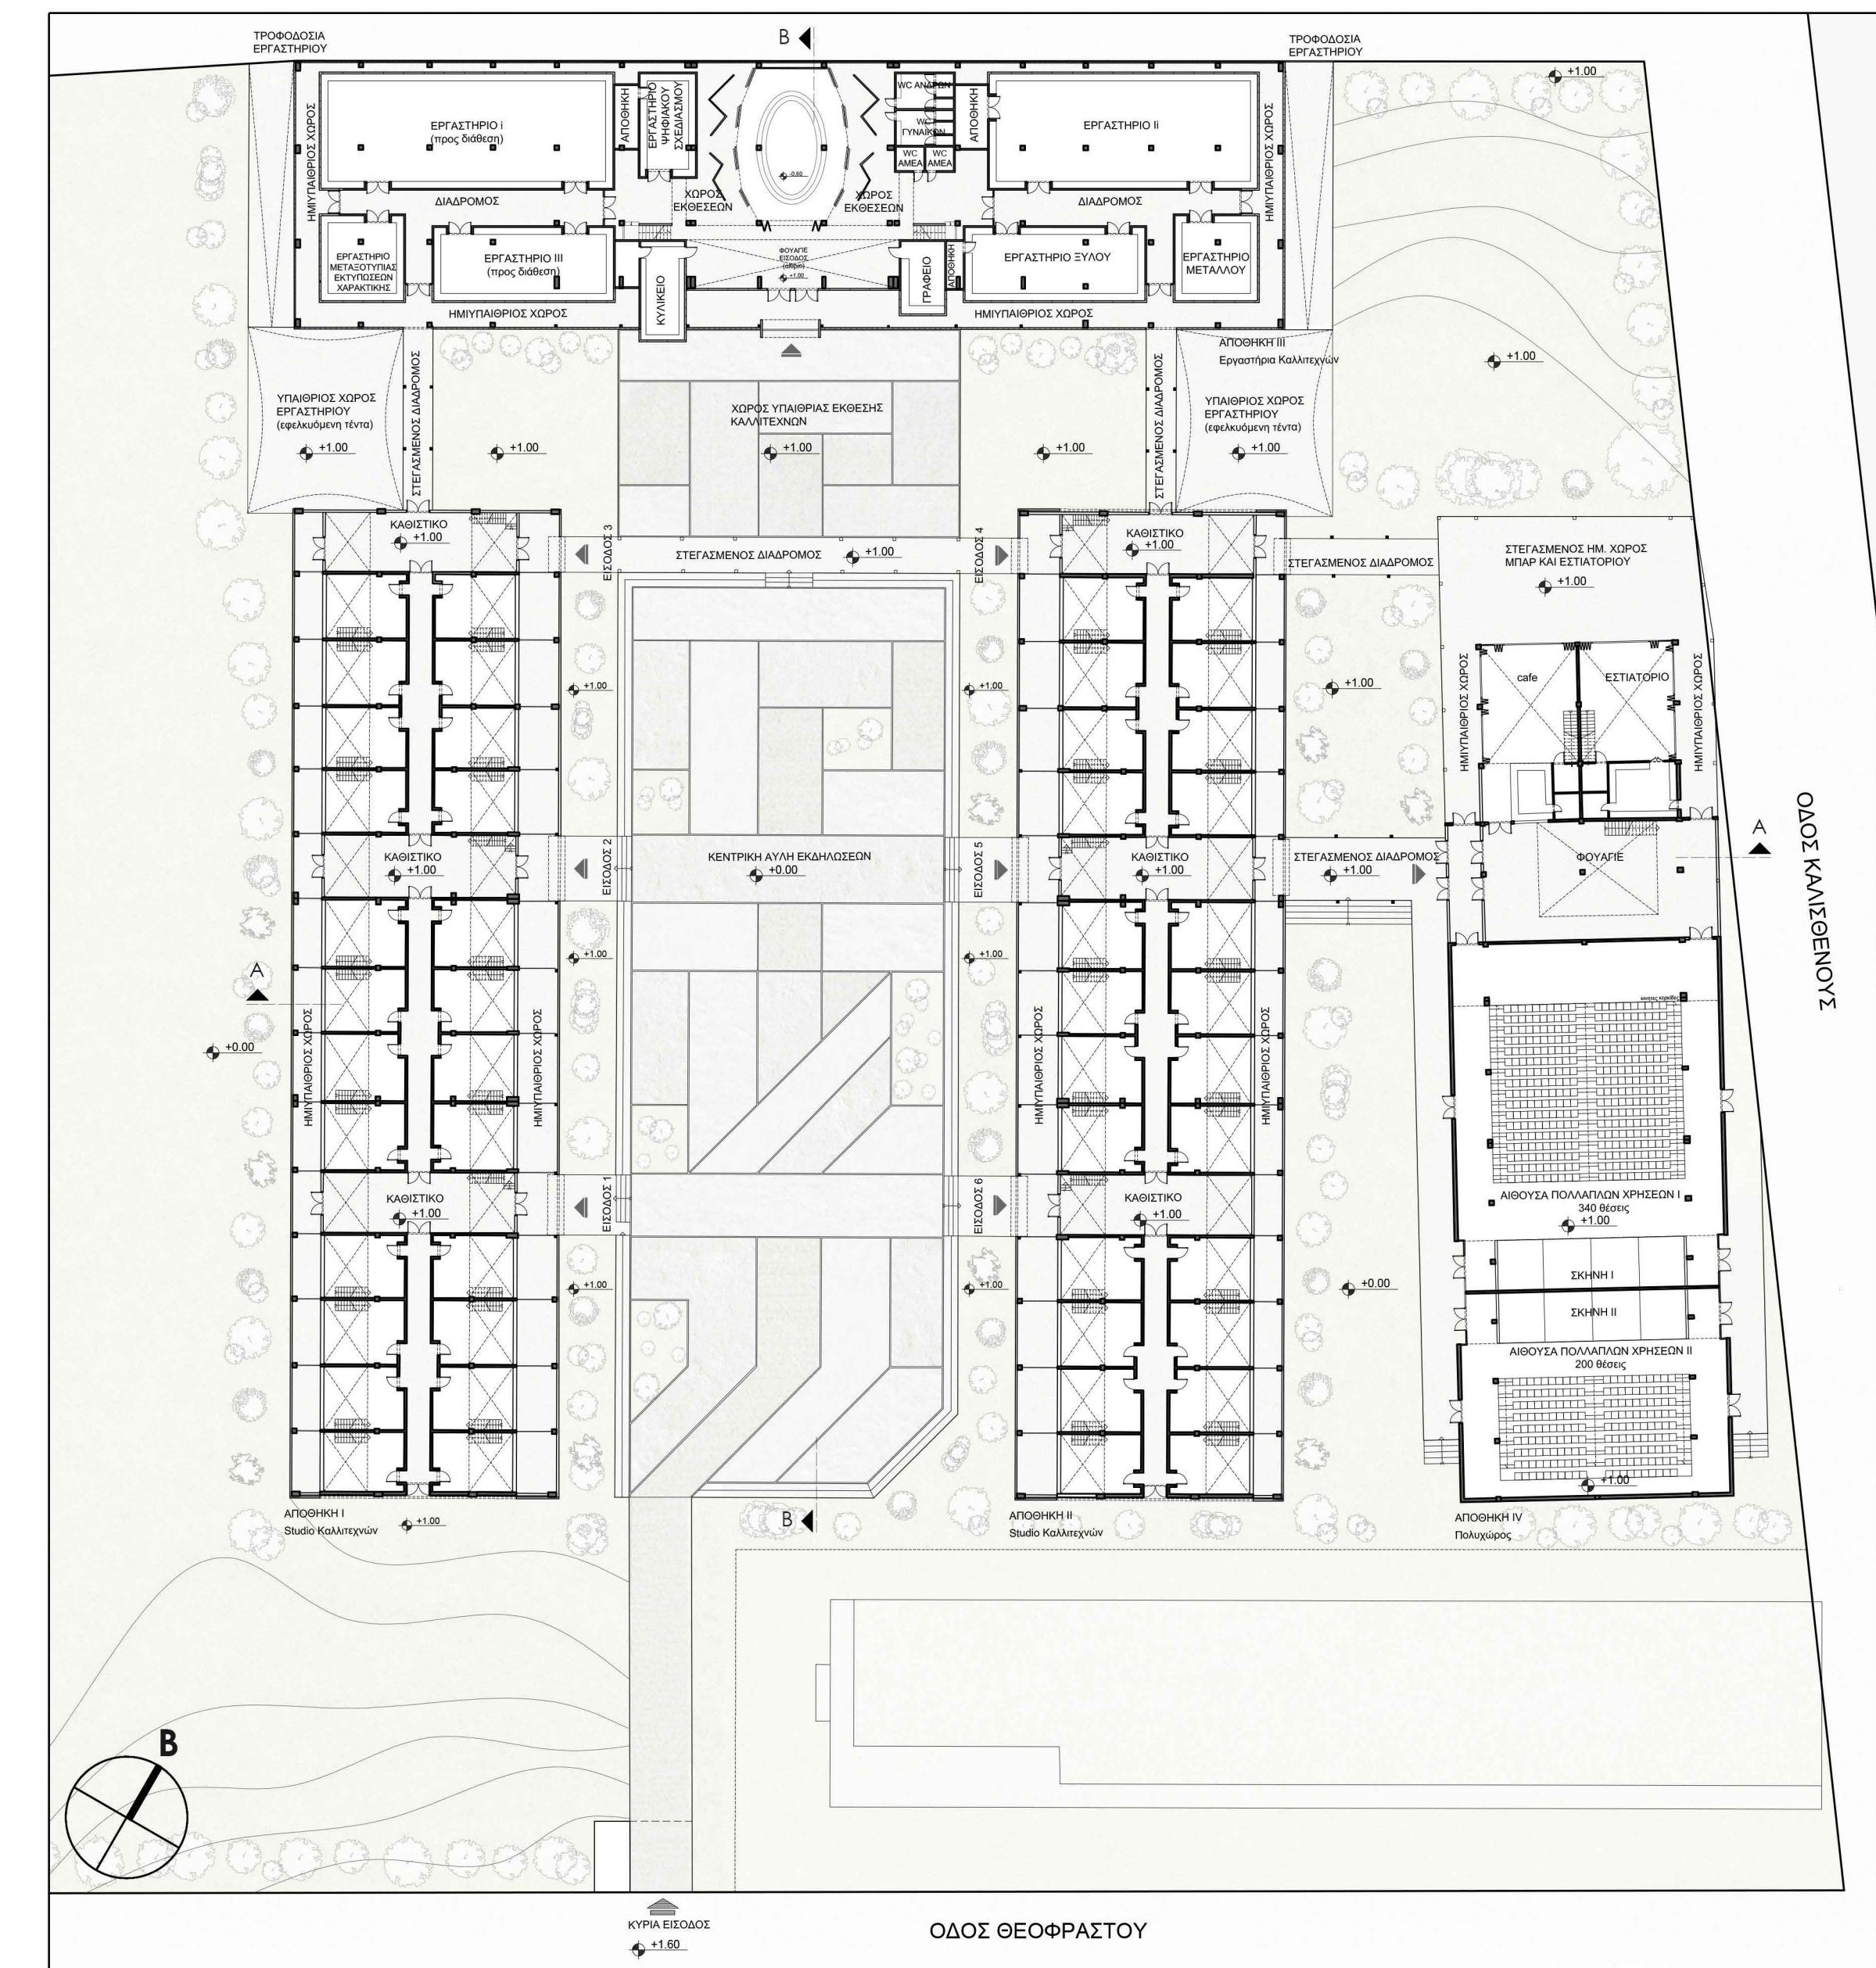 ΤΡΟΦΟΔΟΣΙΑ
ΕΡΓΑΣΤΗΡΙΟΥ
B
ΤΡΟΦΟΔΟΣΙΑ
ΕΡΓΑΣΤΗΡΙΟΥ
+1.00
ΗΜΙΥΠΑΙΘΡΙΟΣ ΧΩΡΟΣ
ΕΡΓΑΣΤΗΡΙΟ i
(προς διάθεση)
ΑΠΟΘΗΚΗ
ΕΡΓΑΣΤΗΡΙΟ
ΨΗΦΙΑΚΟΥ
ΣΧΕΔΙΑΣΜΟΥ
-0.60
WC ΑΝΔΡΩΝ
WC
ΓΥΝΑΙΚΩΝ
WC
ΑΜΕΑ
WC
ΑΜΕΑ
ΑΠΟΘΗΚΗ
ΕΡΓΑΣΤΗΡΙΟ Ii
ΗΜΙΥΠΑΙΘΡΙΟΣ ΧΩΡΟΣ
ΔΙΑΔΡΟΜΟΣ
ΧΩΡΟΣ
ΕΚΘΕΣΕΩΝ
ΧΩΡΟΣ
ΕΚΘΕΣΕΩΝ
ΔΙΑΔΡΟΜΟΣ
ΕΡΓΑΣΤΗΡΙΟ
ΜΕΤΑΞΟΤΥΠΙΑΣ
ΕΚΤΥΠΩΣΕΩΝ
ΧΑΡΑΚΤΙΚΗΣ
ΕΡΓΑΣΤΗΡΙΟ III
(προς διάθεση)
ΚΥΛΙΚΕΙΟ
ΦΟΥΑΓΙΕ
ΕΙΣΟΔΟΣ
(αίθριο)
+1.00
ΓΡΑΦΕΙΟ
ΑΠΟΘΗΚΗ
ΕΡΓΑΣΤΗΡΙΟ ΞΥΛΟΥ
ΕΡΓΑΣΤΗΡΙΟ
ΜΕΤΑΛΛΟΥ
ΗΜΙΥΠΑΙΘΡΙΟΣ ΧΩΡΟΣ
ΗΜΙΥΠΑΙΘΡΙΟΣ ΧΩΡΟΣ
ΑΠΟΘΗΚΗ III
Εργαστήρια Καλλιτεχνών
+1.00
ΥΠΑΙΘΡΙΟΣ ΧΩΡΟΣ
ΕΡΓΑΣΤΗΡΙΟΥ
(εφελκυόμενη τέντα)
+1.00
ΣΤΕΓΑΣΜΕΝΟΣ ΔΙΑΔΡΟΜΟΣ
+1.00
ΧΩΡΟΣ ΥΠΑΙΘΡΙΑΣ ΕΚΘΕΣΗΣ
ΚΑΛΛΙΤΕΧΝΩΝ
+1.00
+1.00
ΣΤΕΓΑΣΜΕΝΟΣ ΔΙΑΔΡΟΜΟΣ
ΥΠΑΙΘΡΙΟΣ ΧΩΡΟΣ
ΕΡΓΑΣΤΗΡΙΟΥ
(εφελκυόμενη τέντα)
+1.00
ΚΑΘΙΣΤΙΚΟ
+1.00
ΕΙΣΟΔΟΣ 3
ΣΤΕΓΑΣΜΕΝΟΣ ΔΙΑΔΡΟΜΟΣ
+1.00
ΕΙΣΟΔΟΣ 4
ΚΑΘΙΣΤΙΚΟ
+1.00
ΣΤΕΓΑΣΜΕΝΟΣ ΔΙΑΔΡΟΜΟΣ
ΣΤΕΓΑΣΜΕΝΟΣ ΗΜ. ΧΩΡΟΣ
ΜΠΑΡ ΚΑΙ ΕΣΤΙΑΤΟΡΙΟΥ
+1.00
+1.00
+1.00
+1.00
ΗΜΙΥΠΑΙΘΡΙΟΣ ΧΩΡΟΣ
cafe
ΕΣΤΙΑΤΟΡΙΟ
ΗΜΙΥΠΑΙΘΡΙΟΣ ΧΩΡΟΣ
ΚΑΘΙΣΤΙΚΟ
+1.00
ΕΙΣΟΔΟΣ 2
ΚΕΝΤΡΙΚΗ ΑΥΛΗ ΕΚΔΗΛΩΣΕΩΝ
+0.00
ΕΙΣΟΔΟΣ 5
ΚΑΘΙΣΤΙΚΟ
+1.00
ΣΤΕΓΑΣΜΕΝΟΣ ΔΙΑΔΡΟΜΟΣ
+1.00
ΦΟΥΑΓΙΕ
A
ΟΔΟΣ ΚΑΛΙΣΘΕΝΟΥΣ
A
+1.00
+1.00
+0.00
ΗΜΙΥΠΑΙΘΡΙΟΣ ΧΩΡΟΣ
ΗΜΙΥΠΑΙΘΡΙΟΣ ΧΩΡΟΣ
ΗΜΙΥΠΑΙΘΡΙΟΣ ΧΩΡΟΣ
ΗΜΙΥΠΑΙΘΡΙΟΣ ΧΩΡΟΣ
ΚΑΘΙΣΤΙΚΟ
+1.00
ΕΙΣΟΔΟΣ 1
ΕΙΣΟΔΟΣ 6
ΚΑΘΙΣΤΙΚΟ
+1.00
ΑΙΘΟΥΣΑ ΠΟΛΛΑΠΛΩΝ ΧΡΗΣΕΩΝ I
340 θέσεις
+1.00
+1.00
+1.00
+0.00
ΣΚΗΝΗ I
ΣΚΗΝΗ II
ΑΙΘΟΥΣΑ ΠΟΛΛΑΠΛΩΝ ΧΡΗΣΕΩΝ II
200 θέσεις
+1.00
ΑΠΟΘΗΚΗ I
Studio Καλλιτεχνών
+1.00
B
ΑΠΟΘΗΚΗ II
Studio Καλλιτεχνών
ΑΠΟΘΗΚΗ IV
Πολυχώρος
B
ΚΥΡΙΑ ΕΙΣΟΔΟΣ
+1.60
ΟΔΟΣ ΘΕΟΦΡΑΣΤΟΥ